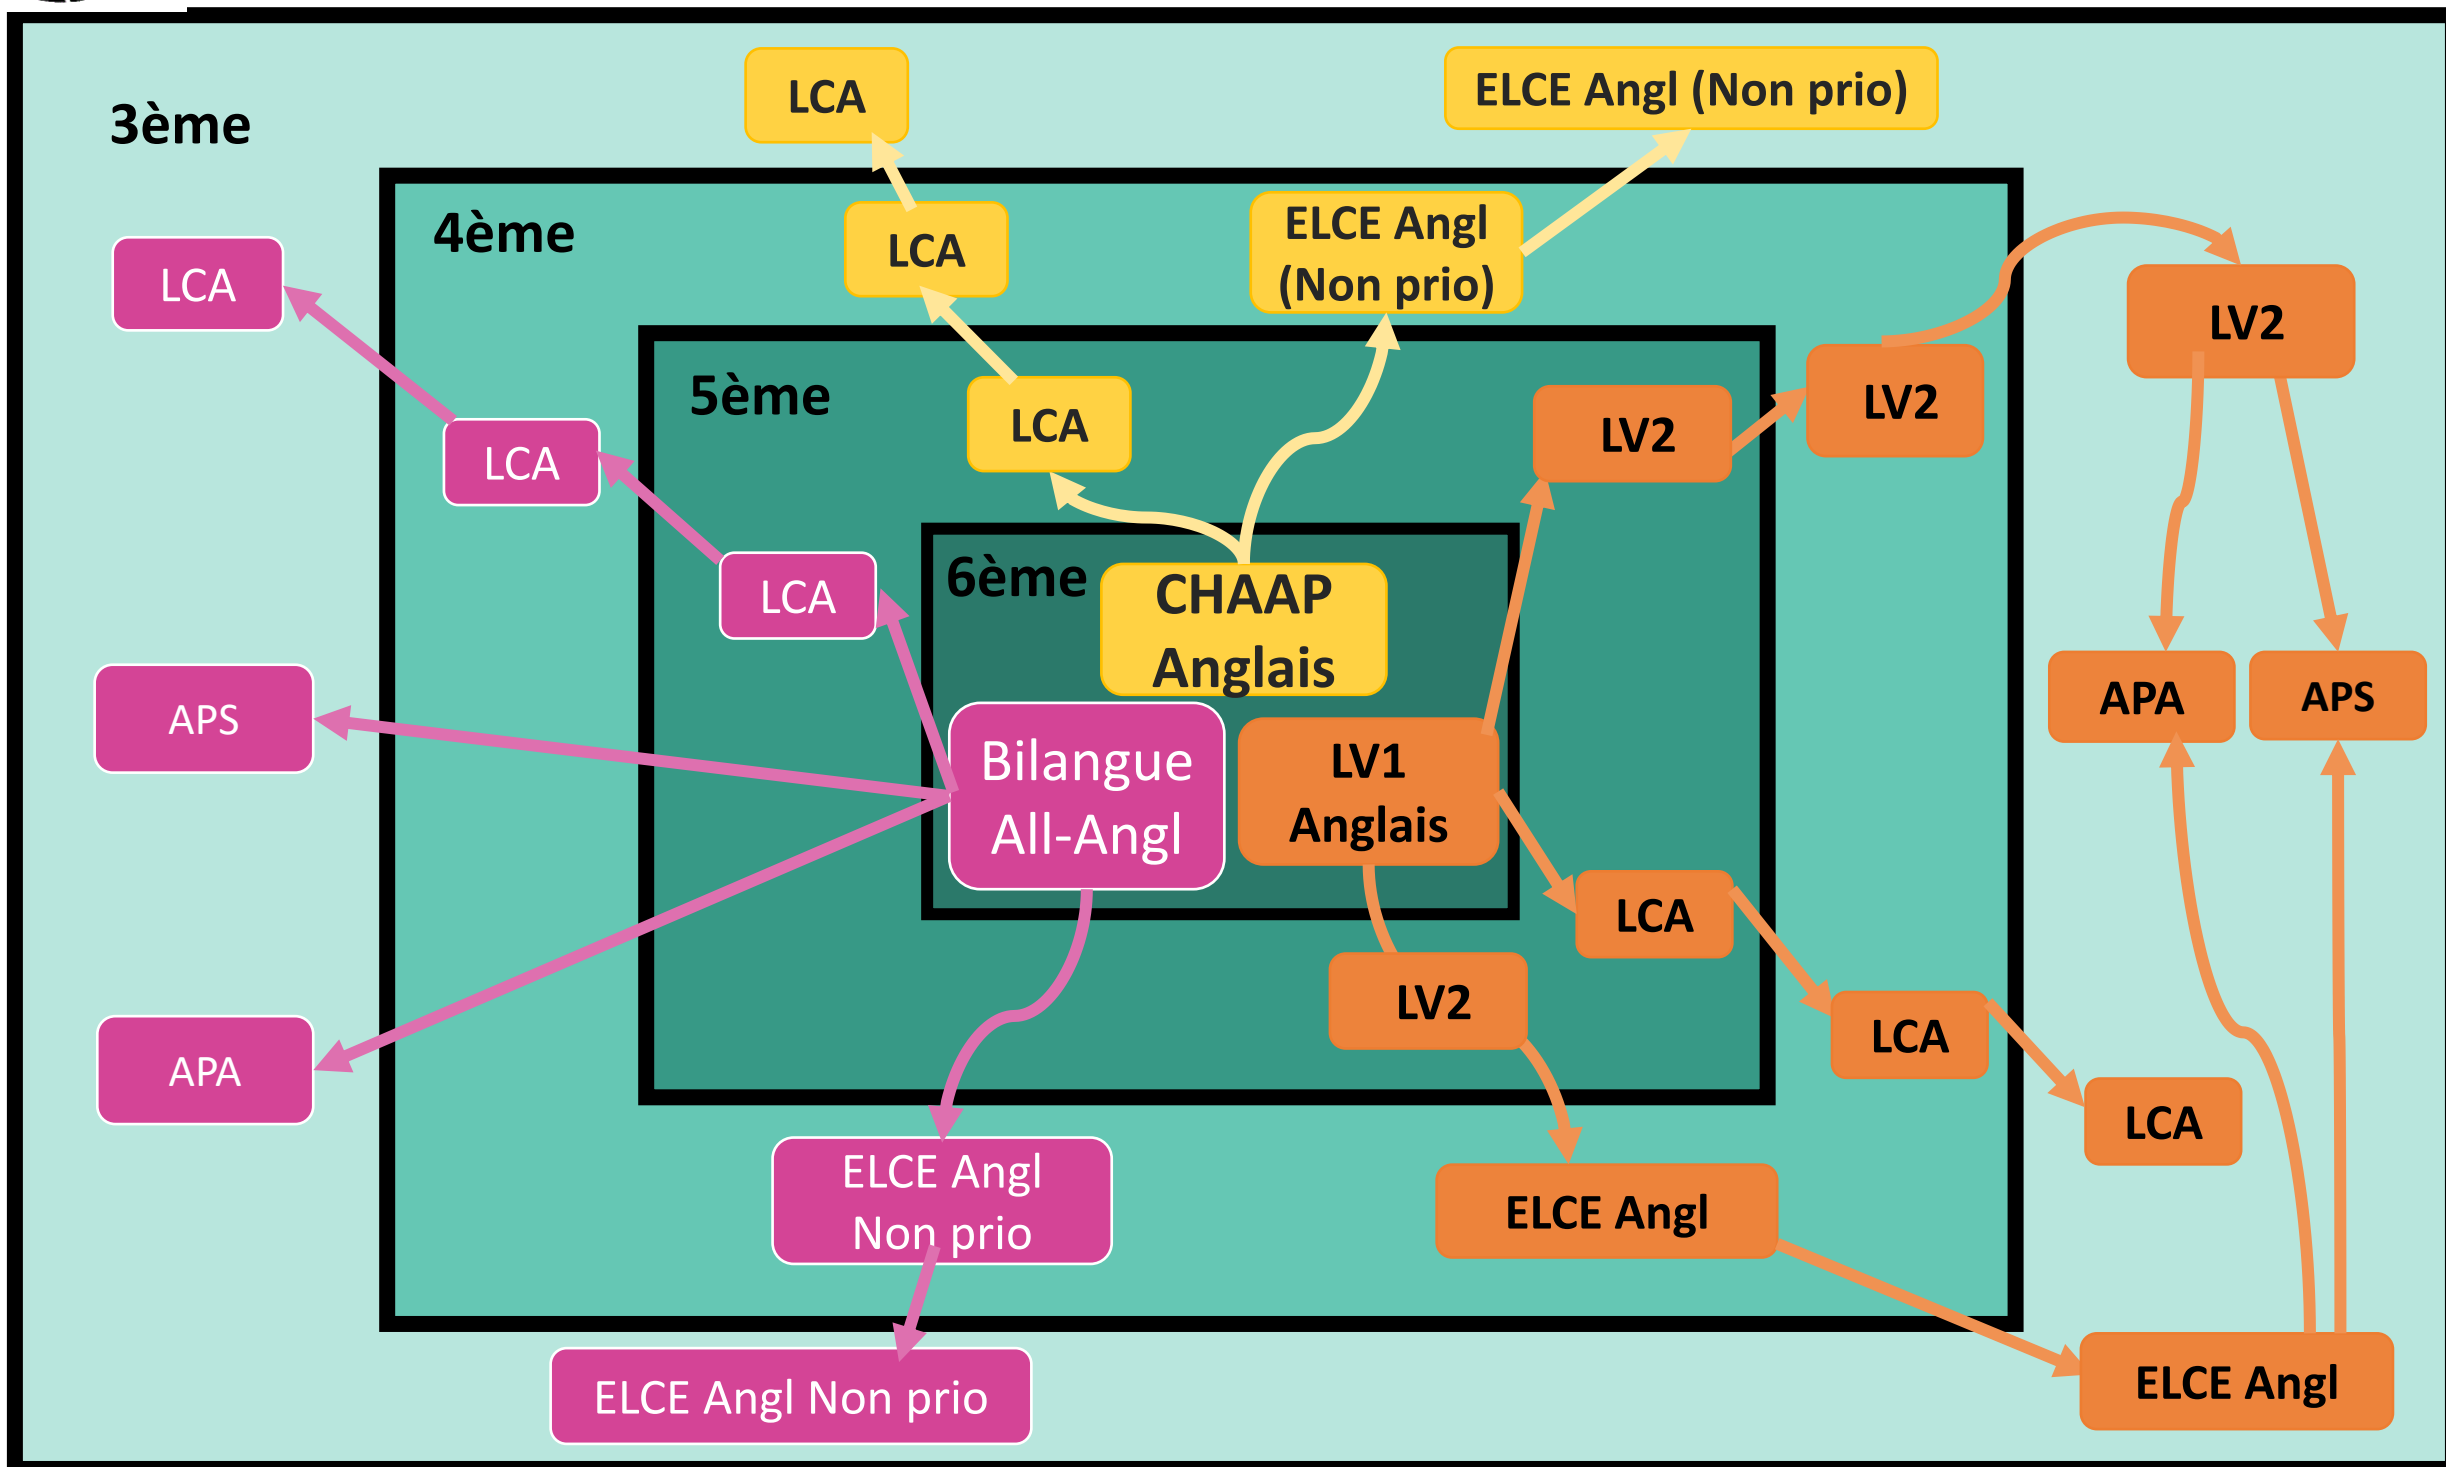 LCA
ELCE Angl (Non prio)
3ème
4ème
LCA
ELCE Angl
(Non prio)
LCA
LV2
5ème
LCA
LV2
LV2
LCA
6ème
CHAAP
Anglais
LCA
APS
APA
APS
Bilangue
All-Angl
LV1
Anglais
LCA
LV2
LCA
APA
LCA
ELCE Angl
Non prio
ELCE Angl
ELCE Angl Non prio
ELCE Angl